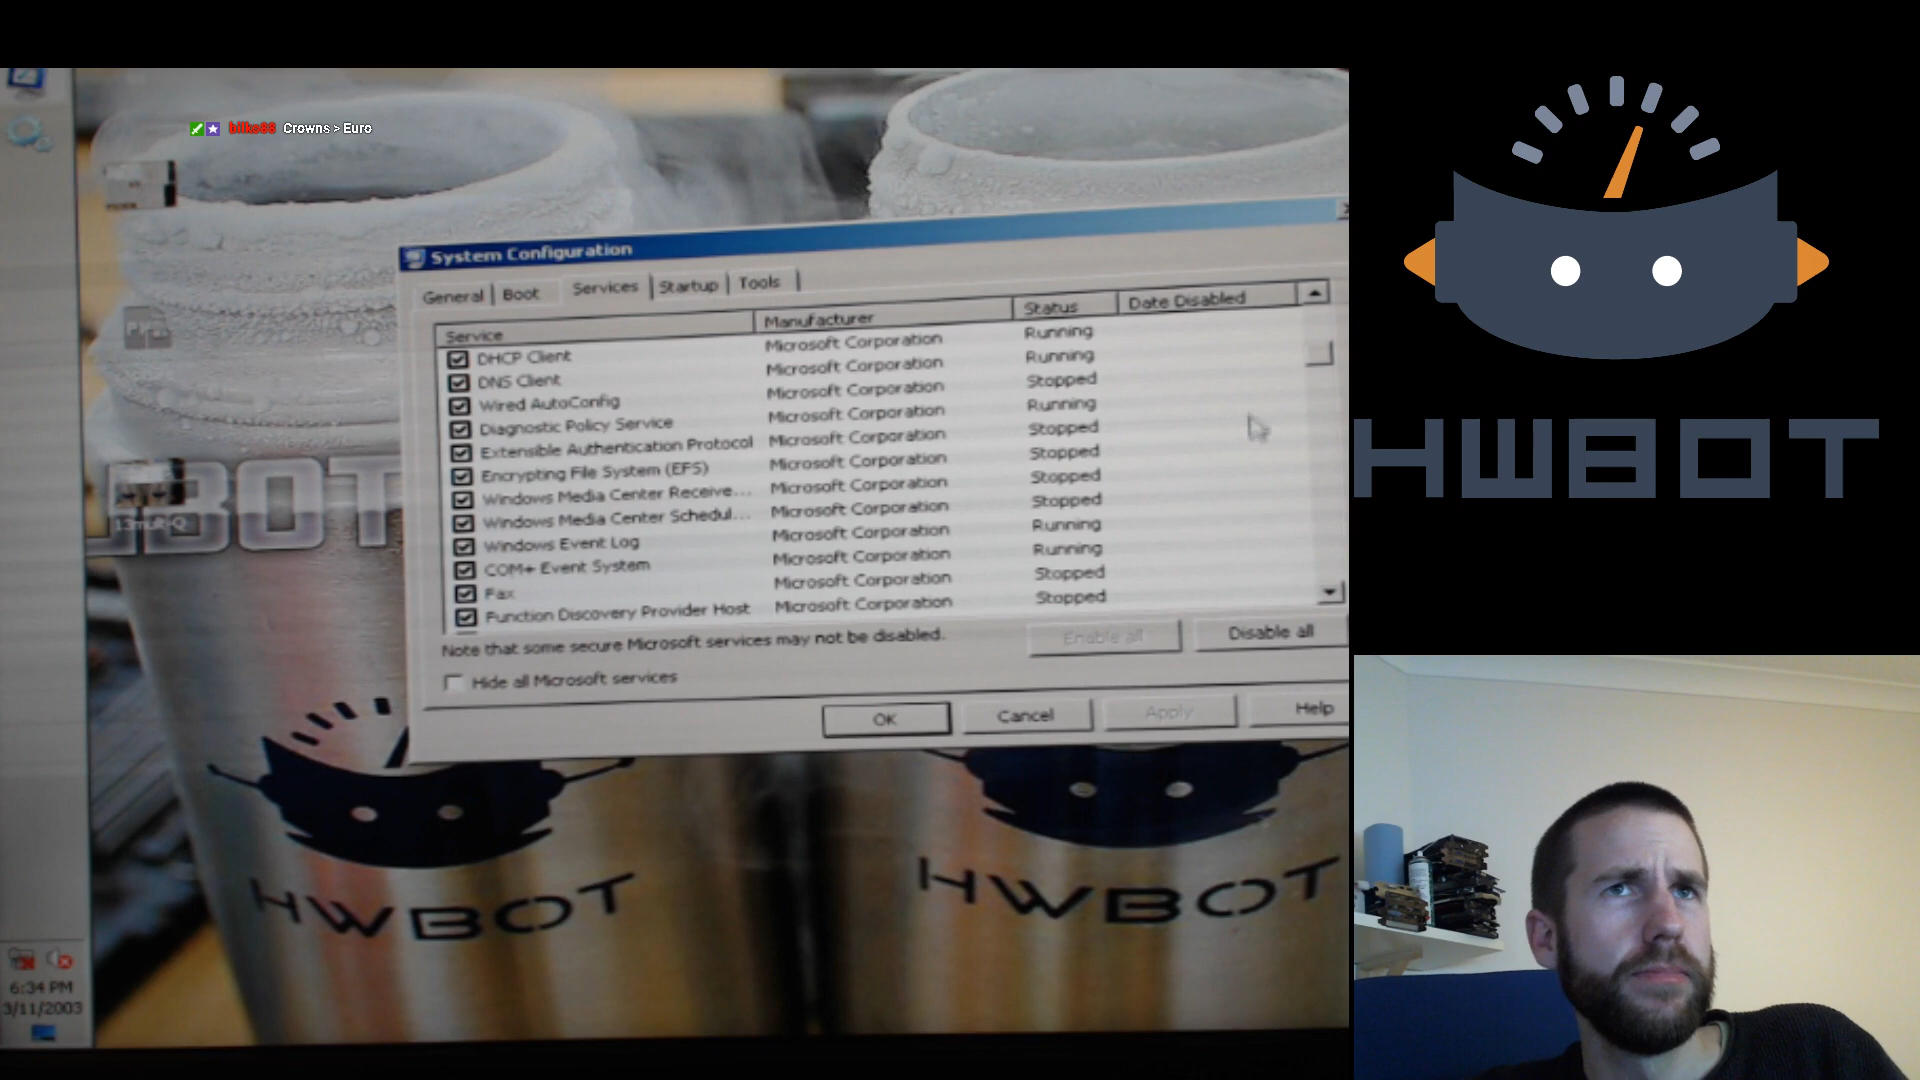 bilko88 Crowns > Euro
System Configuration
General Boot Services Startup Tools
Service Manufacturer Status Date Disabled
DHCP Client Microsoft Corporation Running
DNS Client Microsoft Corporation Running
Wired AutoConfig Microsoft Corporation Stopped
Diagnostic Policy Service Microsoft Corporation Running
Extensible Authentication Protocol Microsoft Corporation Stopped
Encrypting File System (EFS) Microsoft Corporation Stopped
Windows Media Center Receive... Microsoft Corporation Stopped
Windows Media Center Schedul... Microsoft Corporation Stopped
Windows Event Log Microsoft Corporation Running
COM+ Event System Microsoft Corporation Running
Fax Microsoft Corporation Stopped
Function Discovery Provider Host Microsoft Corporation Stopped
Note that some secure Microsoft services may not be disabled.
Enable all Disable all
Hide all Microsoft services
OK Cancel Apply Help
13mult-Q
BOT
HWBOT
HWBOT
6:34 PM
3/11/2003
HWBOT